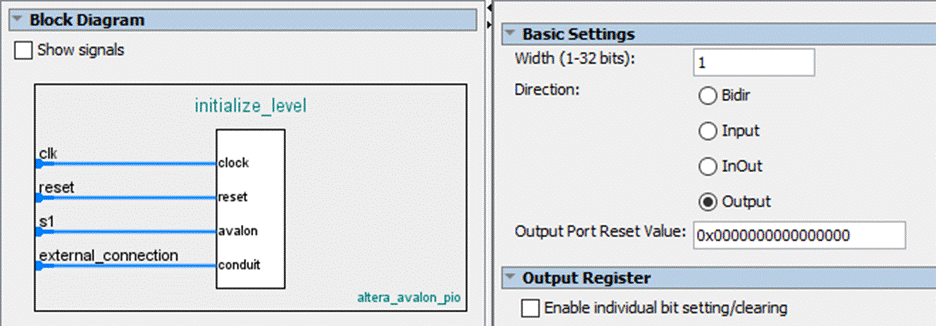 Block Diagram
Show signals
initialize_level
clk
clock
reset
reset
s1
avalon
external_connection
conduit
altera_avalon_pio
Basic Settings
Width (1-32 bits): 1
Direction:
Bidir
Input
InOut
Output
Output Port Reset Value: 0x0000000000000000
Output Register
Enable individual bit setting/clearing